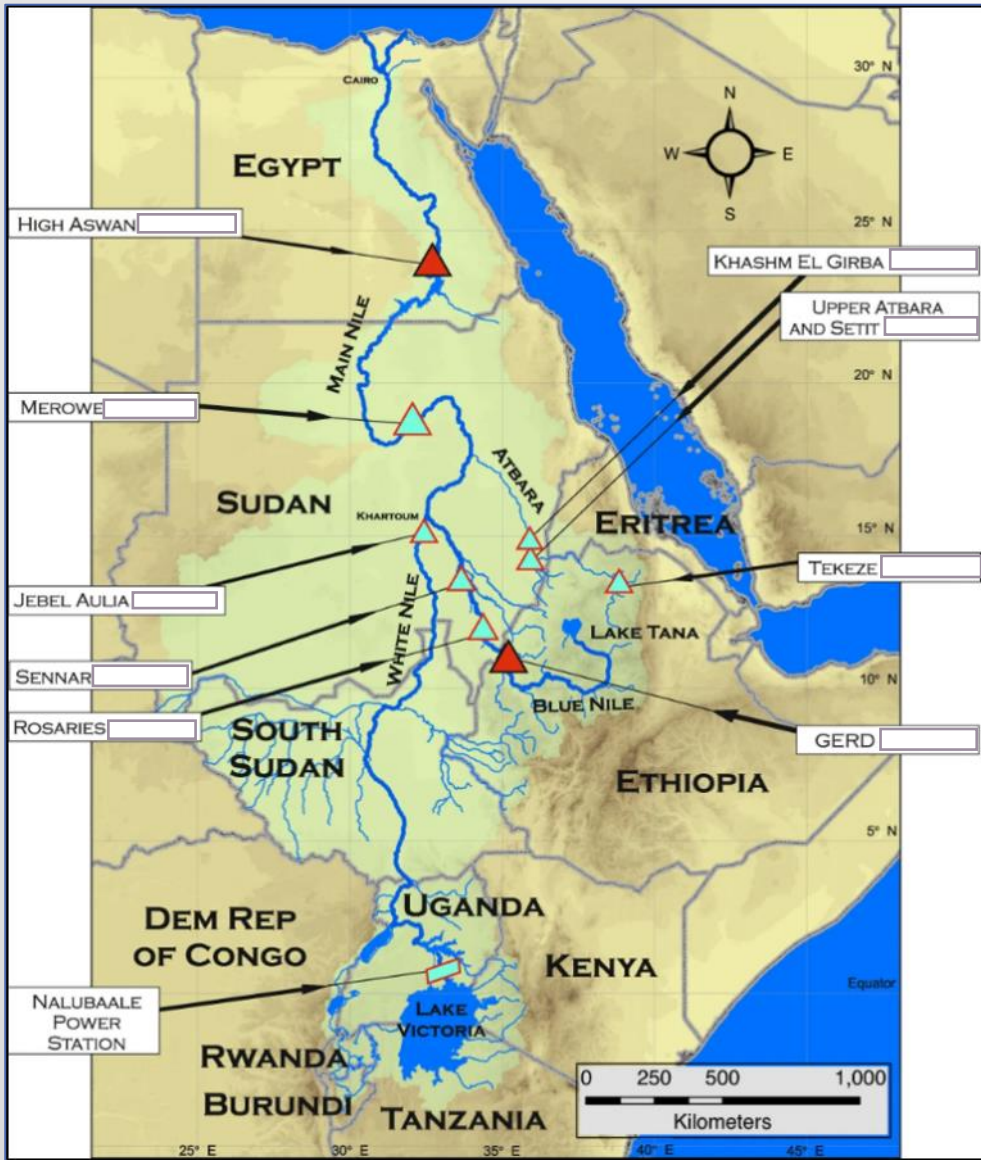 30° N
CAIRO
N
W
E
S
EGYPT
HIGH ASWAN
25° N
KHASHM EL GIRBA
UPPER ATBARA
AND SETIT
MAIN NILE
20° N
MEROWE
ATBARA
SUDAN
KHARTOUM
ERITREA
15° N
TEKEZE
JEBEL AULIA
WHITE NILE
LAKE TANA
SENNAR
10° N
BLUE NILE
ROSARIES
SOUTH
SUDAN
GERD
ETHIOPIA
5° N
UGANDA
DEM REP
OF CONGO
KENYA
Equator
NALUBAALE
POWER
STATION
LAKE
VICTORIA
RWANDA
BURUNDI
TANZANIA
0 250 500 1,000
Kilometers
25° E 30° E 35° E 40° E 45° E